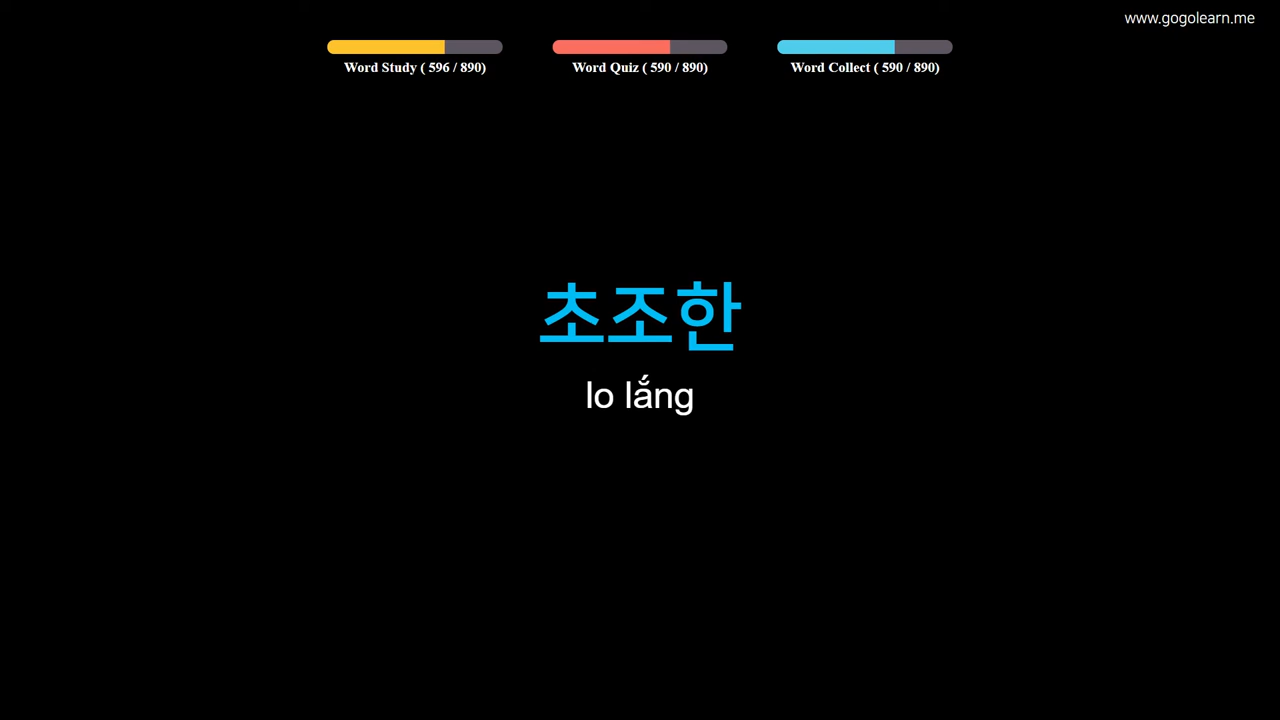 www.gogolearn.me
Word Study ( 596 / 890)
Word Quiz ( 590 / 890)
Word Collect ( 590 / 890)
초조한
lo lắng